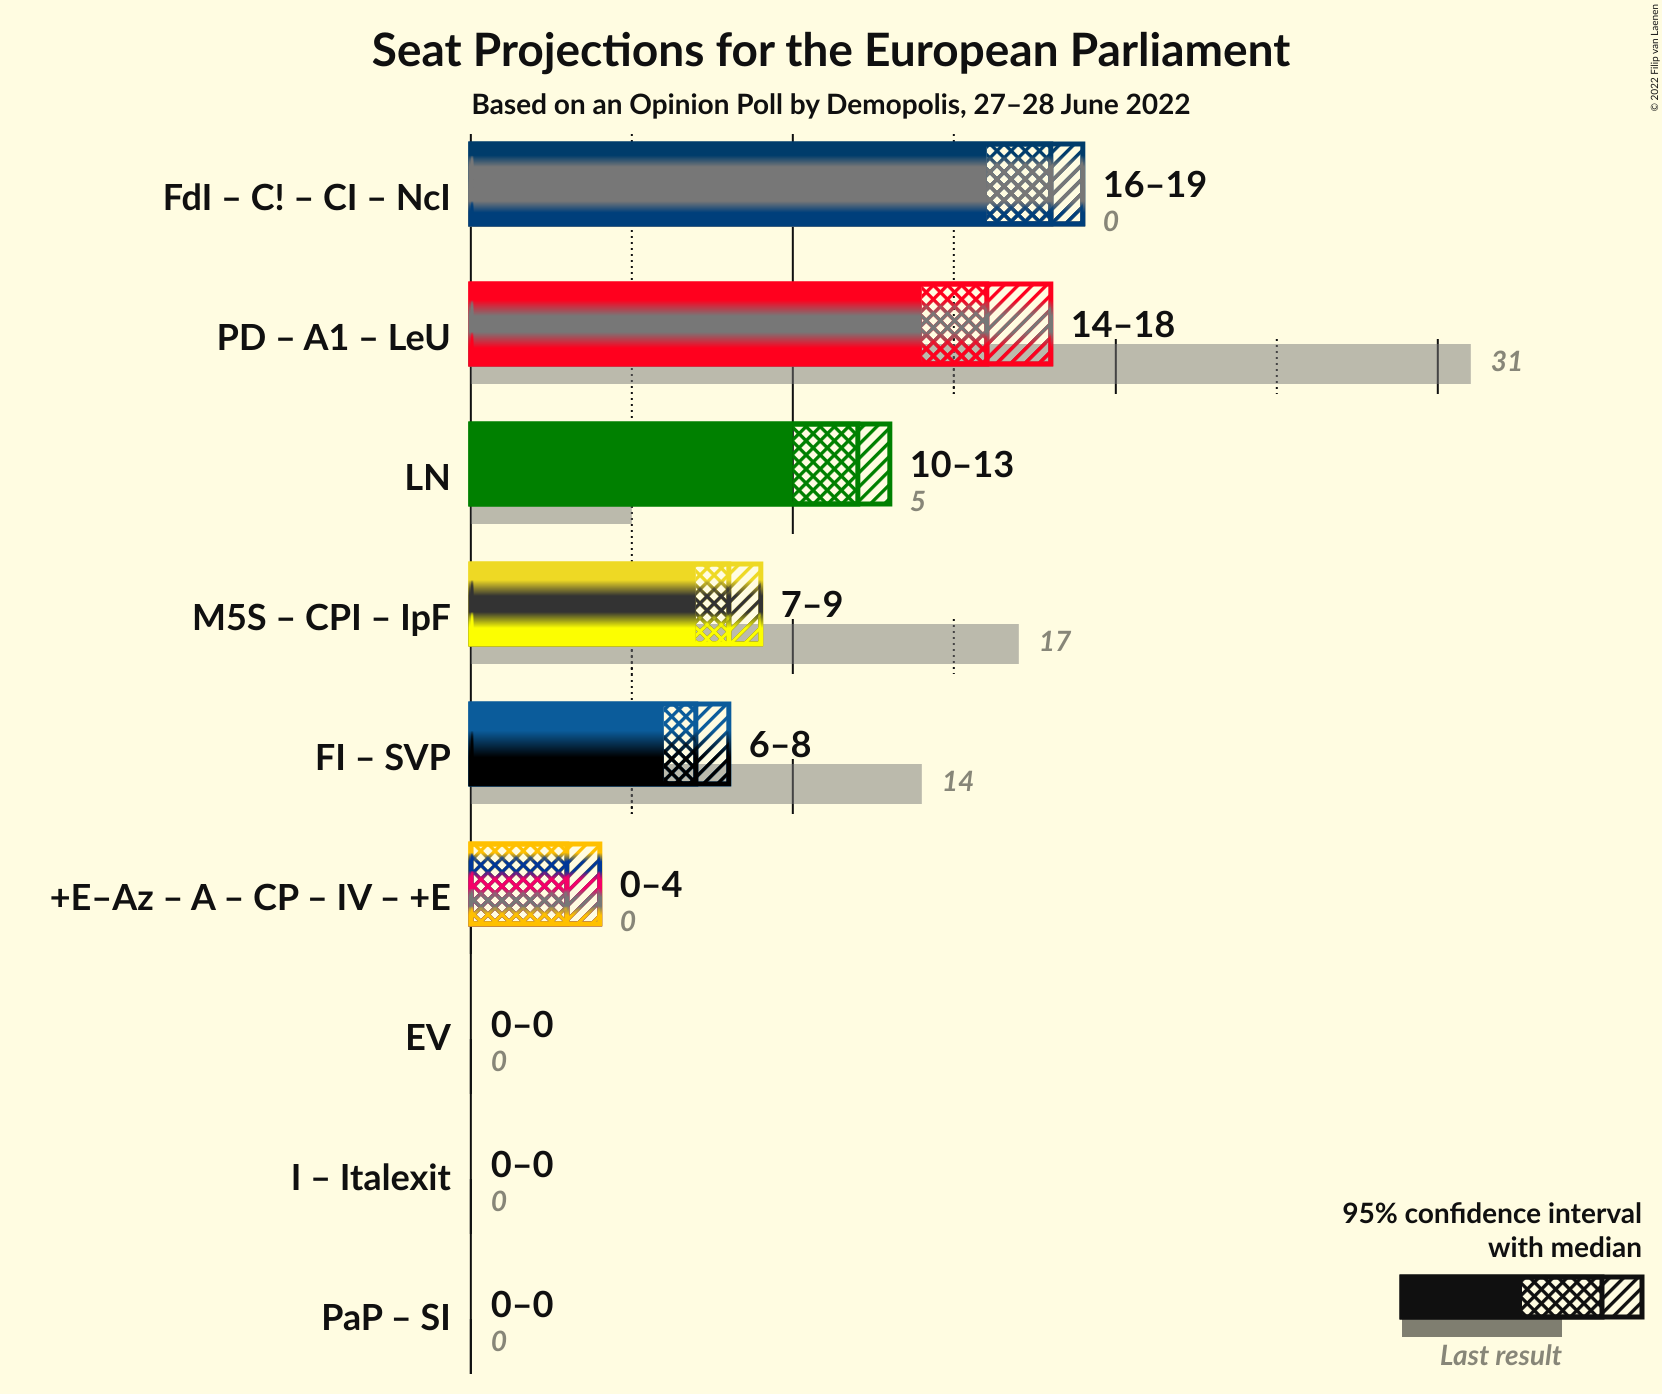 Seat Projections for the European Parliament
Based on an Opinion Poll by Demopolis, 27–28 June 2022
© 2022 Filip van Laenen
FdI – C! – CI – NcI
16–19
0
PD – A1 – LeU
14–18
31
LN
10–13
5
M5S – CPI – IpF
7–9
17
FI – SVP
6–8
14
+E–Az – A – CP – IV – +E
0–4
0
EV
0–0
0
I – Italexit
0–0
0
PaP – SI
0–0
0
95% confidence interval
with median
Last result